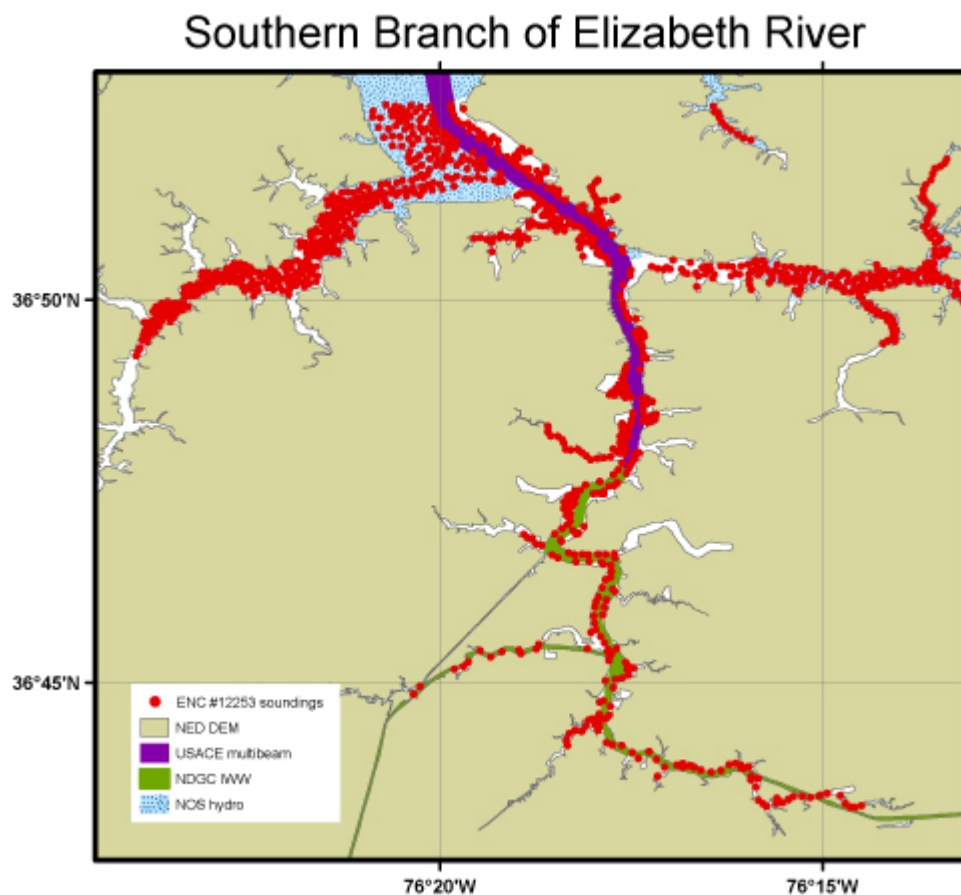 Southern Branch of Elizabeth River
36°50'N
36°45'N
ENC #12253 soundings
NED DEM
USACE multibeam
NDGC IWW
NOS hydro
76°20'W
76°15'W